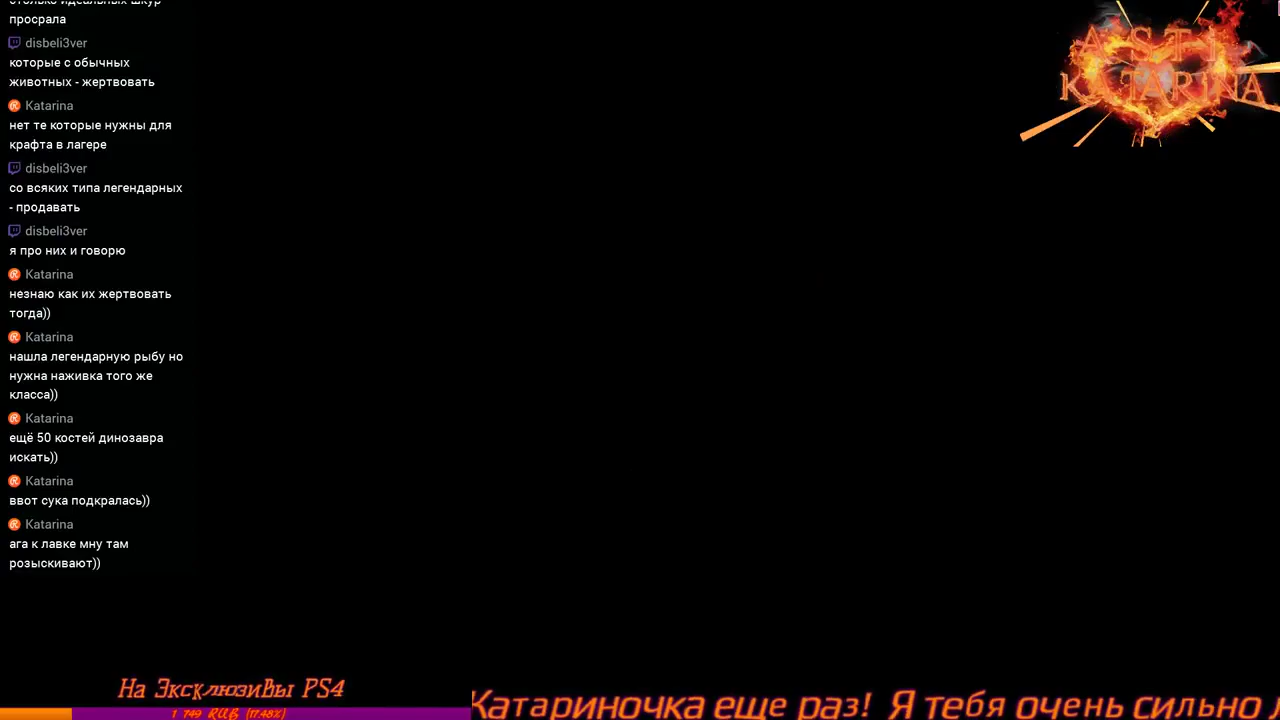 столько идеальных шкур
просрала
disbeli3ver
которые с обычных
животных - жертвовать
Katarina
нет те которые нужны для
крафта в лагере
disbeli3ver
со всяких типа легендарных
- продавать
disbeli3ver
я про них и говорю
Katarina
незнаю как их жертвовать
тогда))
Katarina
нашла легендарную рыбу но
нужна наживка того же
класса))
Katarina
ещё 50 костей динозавра
искать))
Katarina
ввот сука подкралась))
Katarina
ага к лавке мну там
розыскивают))
ASTI
KATARINA
На Эксклюзивы PS4
1 749 RUB (17.48%)
Катариночка еще раз! Я тебя очень сильно